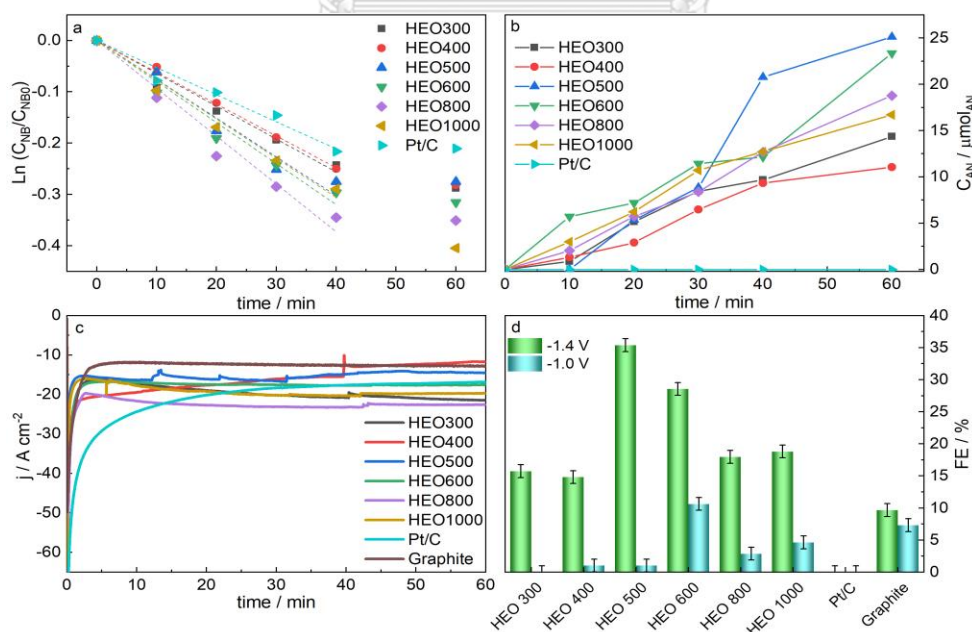 a
Ln (C_NB/C_NB0)
0.0
-0.1
-0.2
-0.3
-0.4
HEO300
HEO400
HEO500
HEO600
HEO800
HEO1000
Pt/C
0 10 20 30 40 50 60
time / min
b
HEO300
HEO400
HEO500
HEO600
HEO800
HEO1000
Pt/C
25
20
15
10
5
0
C_AN / μmol_AN
0 10 20 30 40 50 60
time / min
c
j / A cm⁻²
0
-10
-20
-30
-40
-50
-60
HEO300
HEO400
HEO500
HEO600
HEO800
HEO1000
Pt/C
Graphite
0 10 20 30 40 50 60
time / min
d
-1.4 V
-1.0 V
40
35
30
25
20
15
10
5
0
FE / %
HEO 300
HEO 400
HEO 500
HEO 600
HEO 800
HEO 1000
Pt/C
Graphite